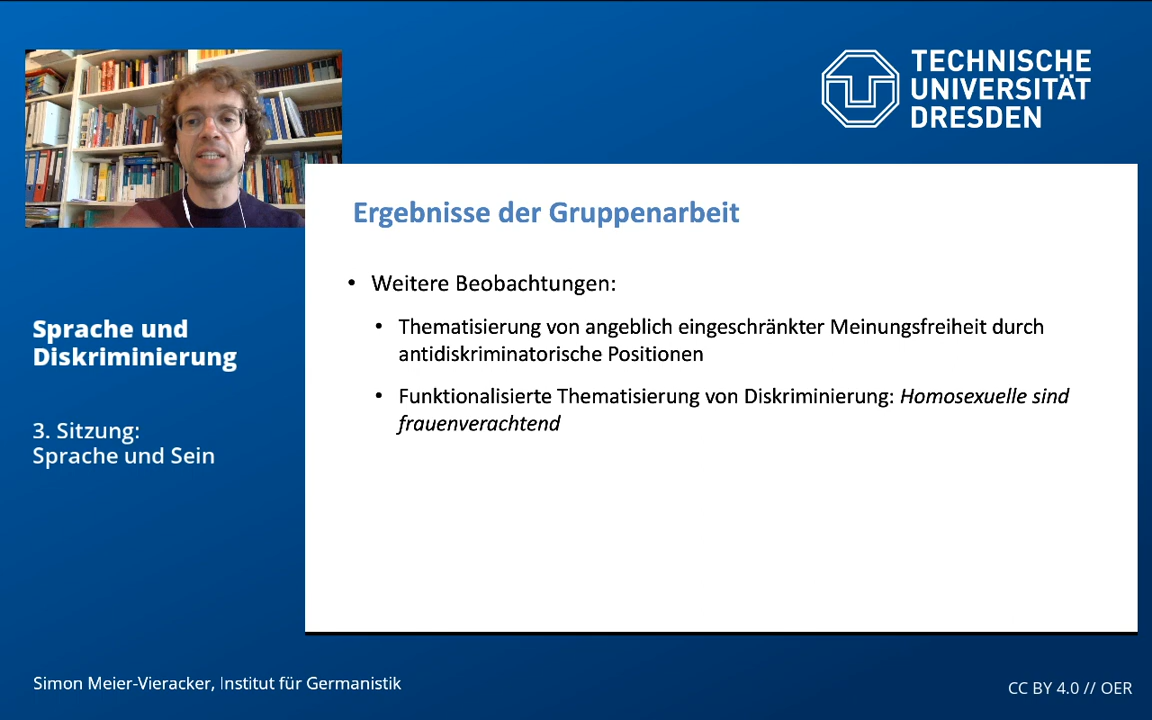 TECHNISCHE
UNIVERSITÄT
DRESDEN
Ergebnisse der Gruppenarbeit
• Weitere Beobachtungen:
• Thematisierung von angeblich eingeschränkter Meinungsfreiheit durch
antidiskriminatorische Positionen
• Funktionalisierte Thematisierung von Diskriminierung: Homosexuelle sind
frauenverachtend
Sprache und
Diskriminierung
3. Sitzung:
Sprache und Sein
Simon Meier-Vieracker, Institut für Germanistik
CC BY 4.0 // OER